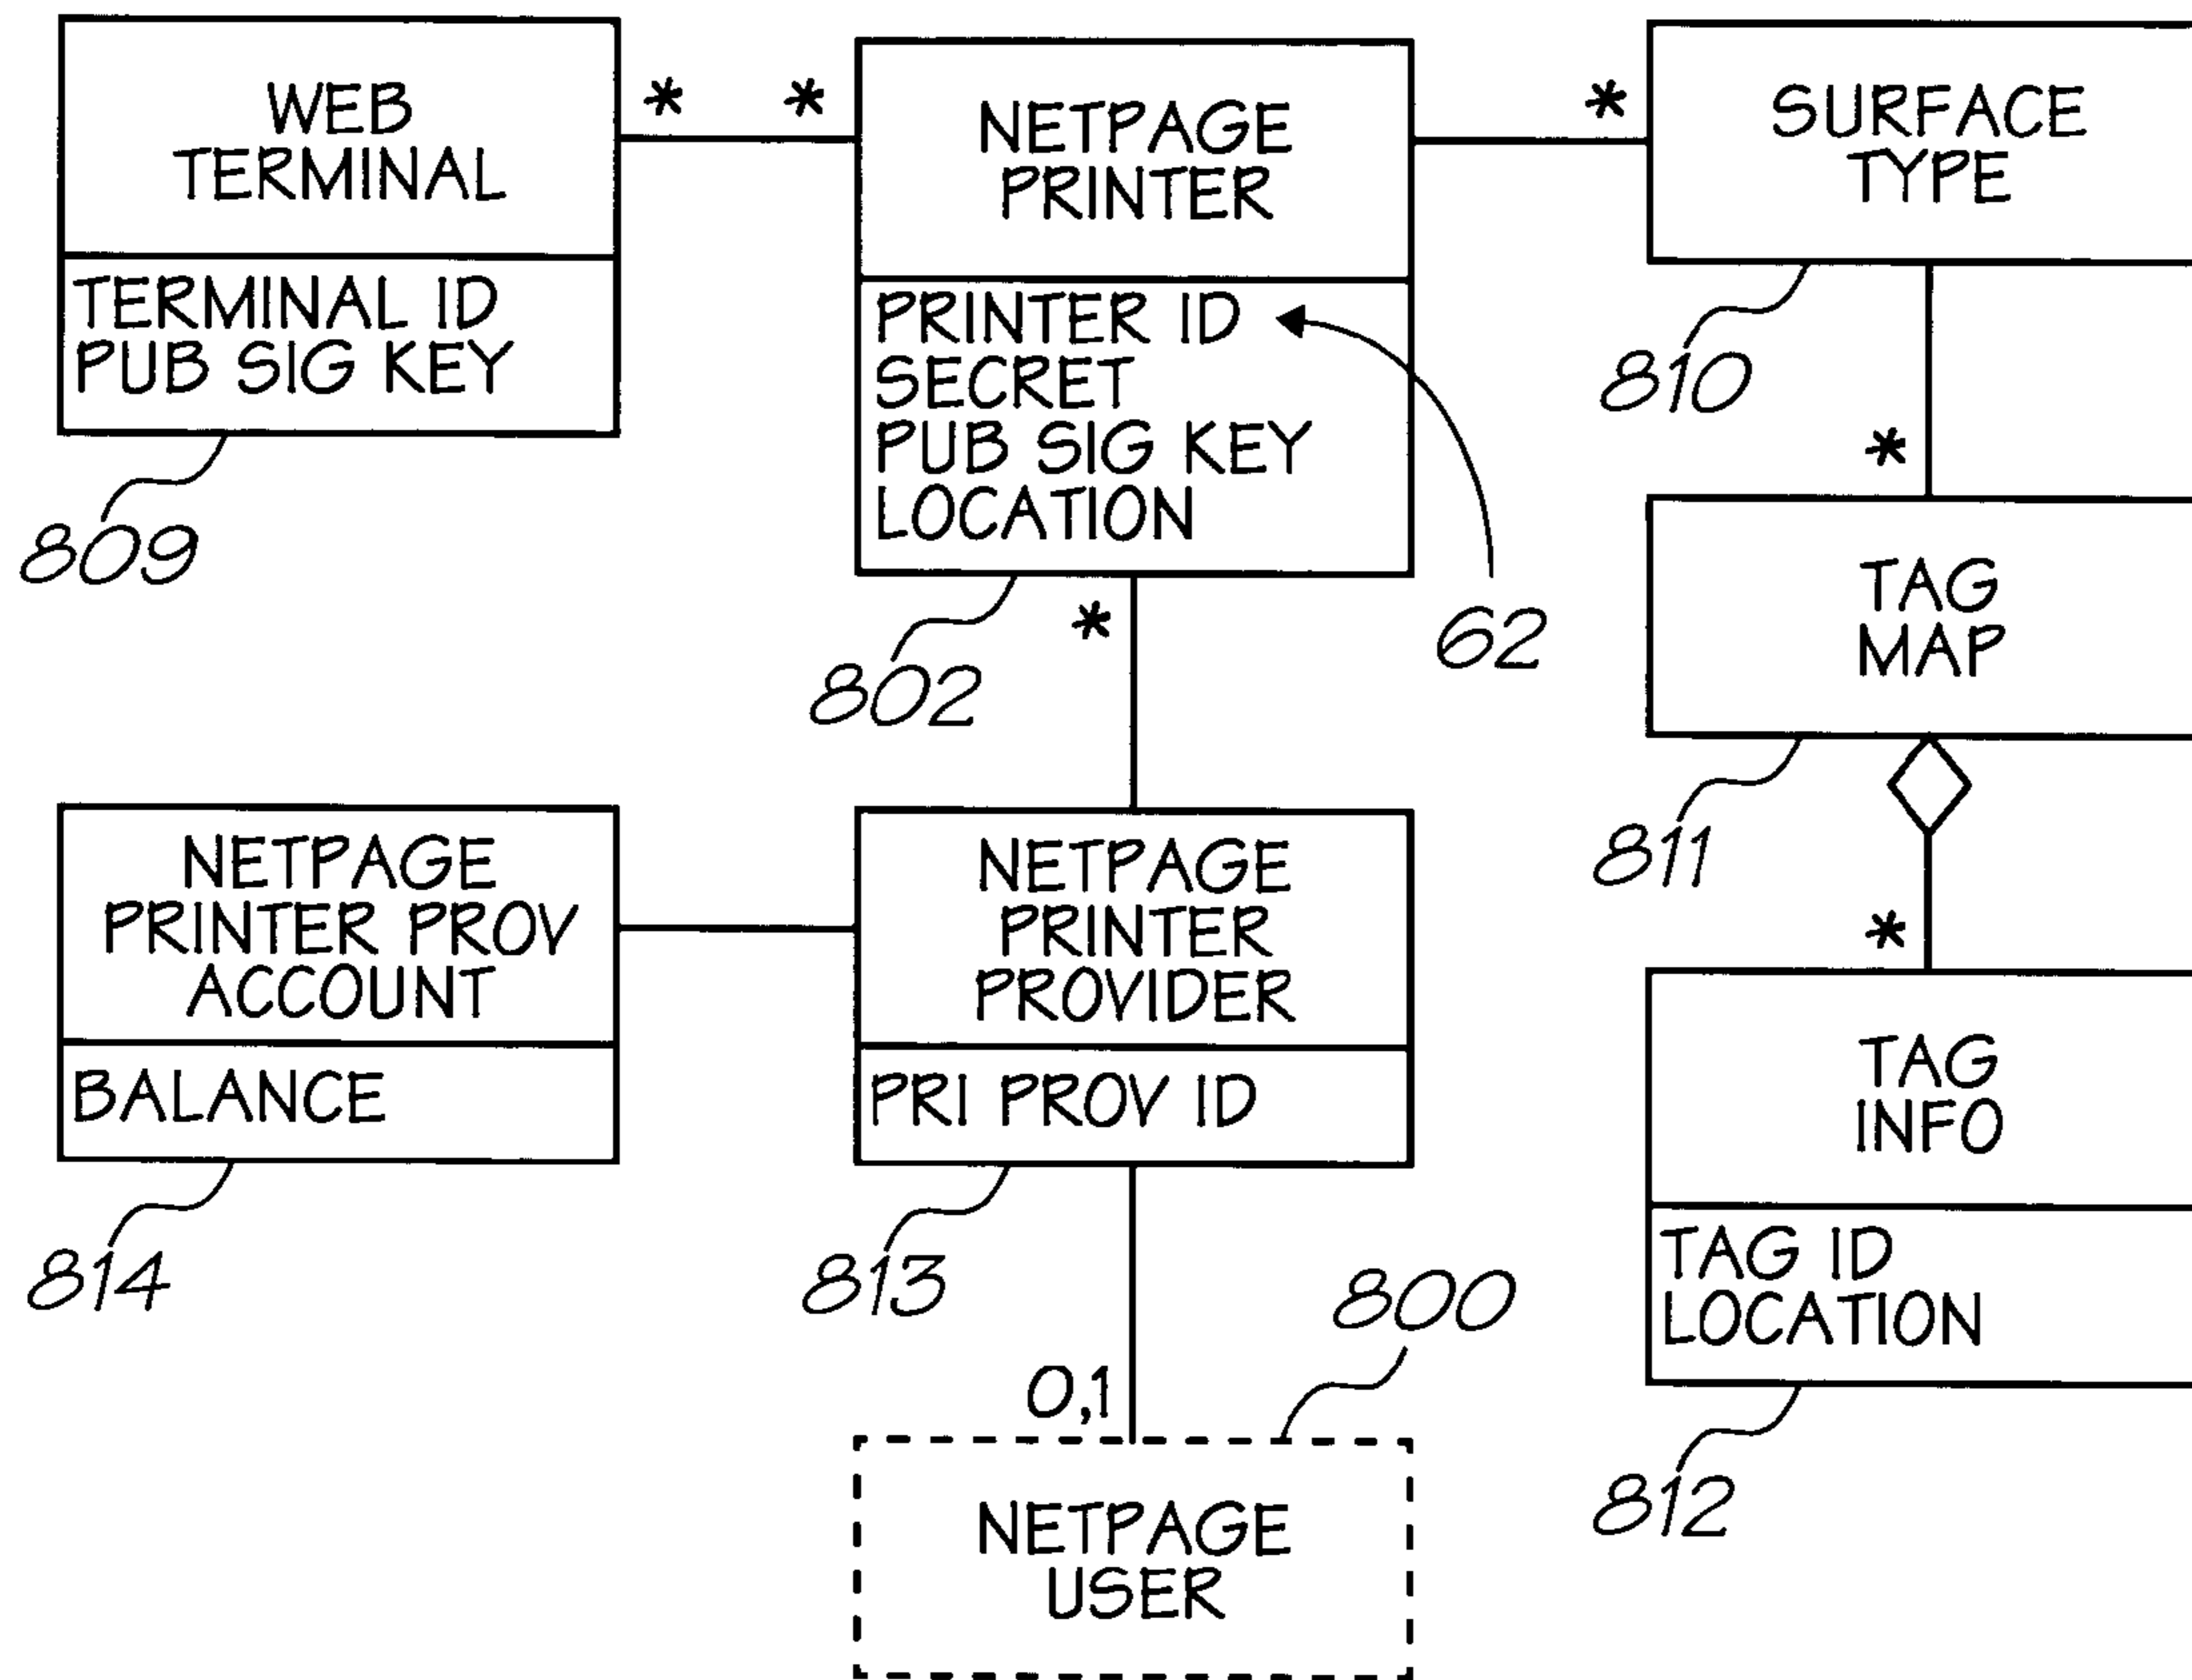 WEB
TERMINAL
TERMINAL ID
PUB SIG KEY
809
* *
NETPAGE
PRINTER
PRINTER ID
SECRET
PUB SIG KEY
LOCATION
62
802
*
*
SURFACE
TYPE
810
*
TAG
MAP
811
*
NETPAGE
PRINTER PROV
ACCOUNT
BALANCE
814
NETPAGE
PRINTER
PROVIDER
PRI PROV ID
813
800
0,1
NETPAGE
USER
TAG
INFO
TAG ID
LOCATION
812